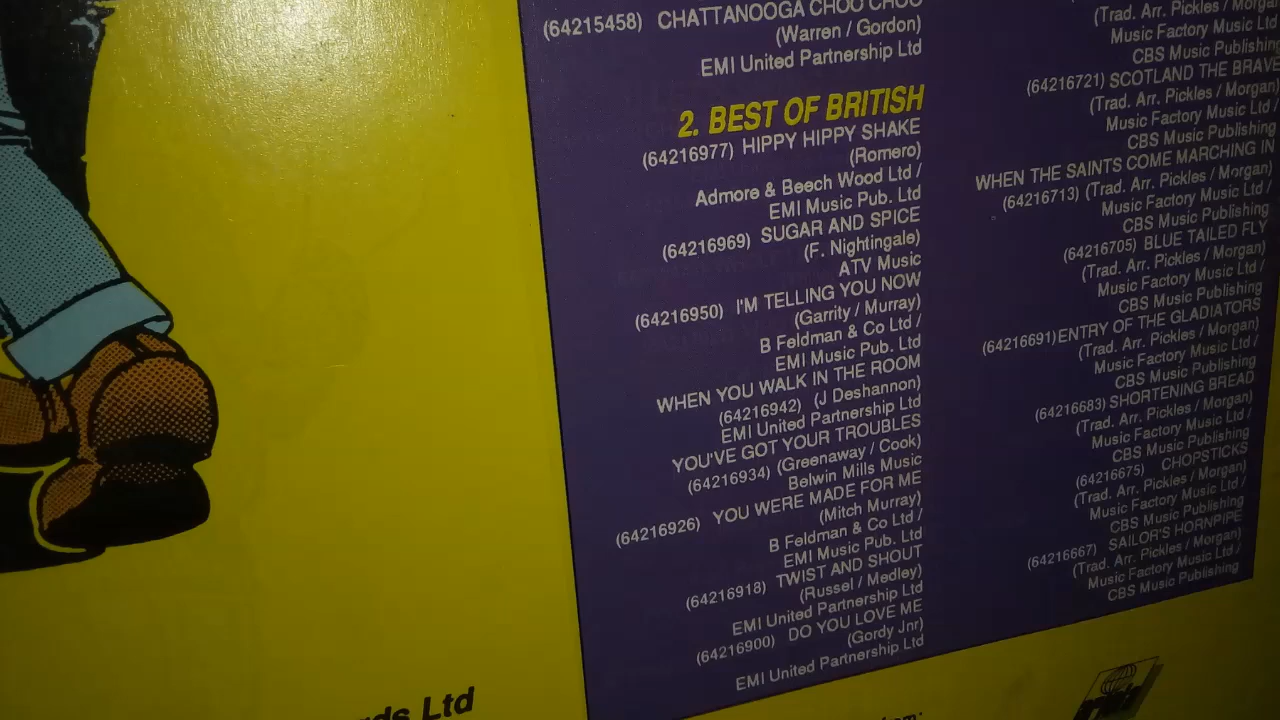 (64215458) CHATTANOOGA CHOO CHOO
(Warren / Gordon)
EMI United Partnership Ltd
2. BEST OF BRITISH
(64216977) HIPPY HIPPY SHAKE
(Romero)
Admore & Beech Wood Ltd /
EMI Music Pub. Ltd
(64216969) SUGAR AND SPICE
(F. Nightingale)
ATV Music
(64216950) I'M TELLING YOU NOW
(Garrity / Murray)
B Feldman & Co Ltd /
EMI Music Pub. Ltd
WHEN YOU WALK IN THE ROOM
(64216942) (J Deshannon)
EMI United Partnership Ltd
YOU'VE GOT YOUR TROUBLES
(64216934) (Greenaway / Cook)
Belwin Mills Music
(64216926) YOU WERE MADE FOR ME
(Mitch Murray)
B Feldman & Co Ltd /
EMI Music Pub. Ltd
(64216918) TWIST AND SHOUT
(Russel / Medley)
EMI United Partnership Ltd
(64216900) DO YOU LOVE ME
(Gordy Jnr)
EMI United Partnership Ltd
(Trad. Arr. Pickles / Morgan
Music Factory Music Ltd
CBS Music Publishing
(64216721) SCOTLAND THE BRAVE
(Trad. Arr. Pickles / Morgan)
Music Factory Music Ltd /
CBS Music Publishing
WHEN THE SAINTS COME MARCHING IN
(64216713) (Trad. Arr. Pickles / Morgan)
Music Factory Music Ltd /
CBS Music Publishing
(64216705) BLUE TAILED FLY
(Trad. Arr. Pickles / Morgan)
Music Factory Music Ltd /
CBS Music Publishing
(64216691) ENTRY OF THE GLADIATORS
(Trad. Arr. Pickles / Morgan)
Music Factory Music Ltd /
CBS Music Publishing
(64216683) SHORTENING BREAD
(Trad. Arr. Pickles / Morgan)
Music Factory Music Ltd /
CBS Music Publishing
(64216675) CHOPSTICKS
(Trad. Arr. Pickles / Morgan)
Music Factory Music Ltd /
CBS Music Publishing
(64216667) SAILOR'S HORNPIPE
(Trad. Arr. Pickles / Morgan)
Music Factory Music Ltd /
CBS Music Publishing
ds Ltd